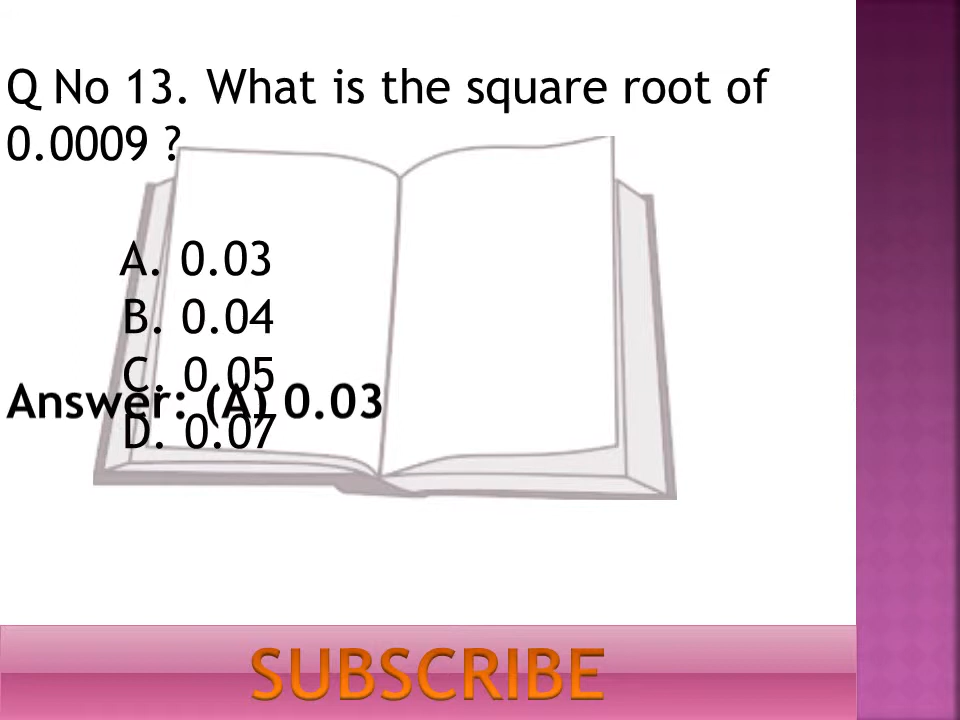 Q No 13. What is the square root of
0.0009 ?
A. 0.03
B. 0.04
C. 0.05
Answer: (A) 0.03
D. 0.07
SUBSCRIBE